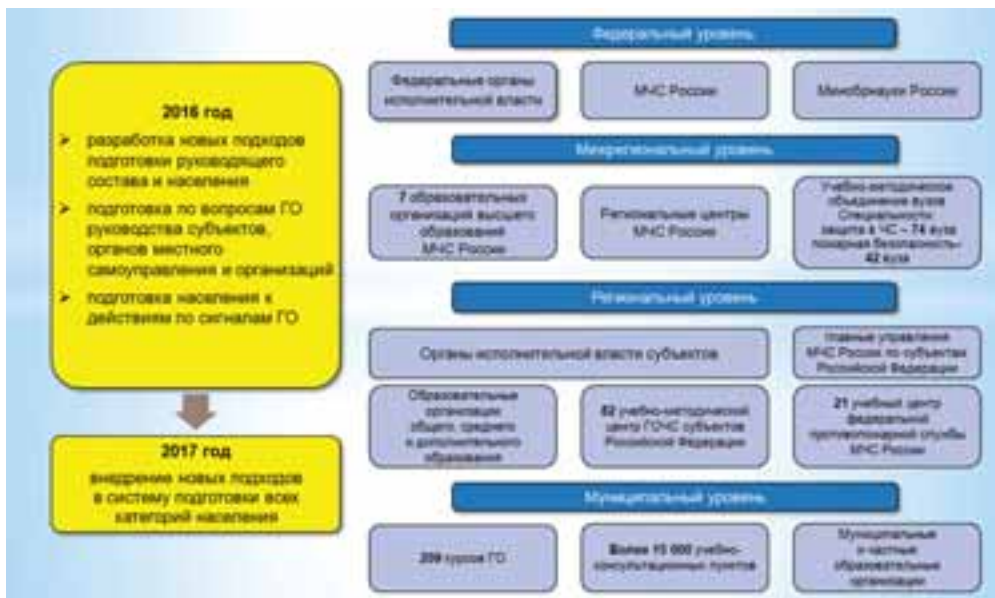 2016 год
разработка новых подходов
подготовки руководящего
состава и населения
подготовка по вопросам ГО
руководства субъектов,
органов местного
самоуправления и организаций
подготовка населения к
действиям по сигналам ГО
2017 год
внедрение новых подходов
в систему подготовки всех
категорий населения
Федеральный уровень
Федеральные органы
исполнительной власти
МЧС России
Минобрнауки России
Межрегиональный уровень
7 образовательных
организаций высшего
образования
МЧС России
Региональные центры
МЧС России
Учебно-методическое
объединение вузов
Специальности:
защита в ЧС – 74 вуза
пожарная безопасность–
42 вуза
Региональный уровень
Органы исполнительной власти субъектов
главные управления
МЧС России по субъектам
Российской Федерации
Образовательные
организации
общего, среднего
и дополнительного
образования
82 учебно-методический
центр ГОЧС субъектов
Российской Федерации
21 учебный центр
федеральной
противопожарной службы
МЧС России
Муниципальный уровень
курсов ГО
Более 15 000 учебно-
консультационных пунктов
Муниципальные
и частные
образовательные
организации